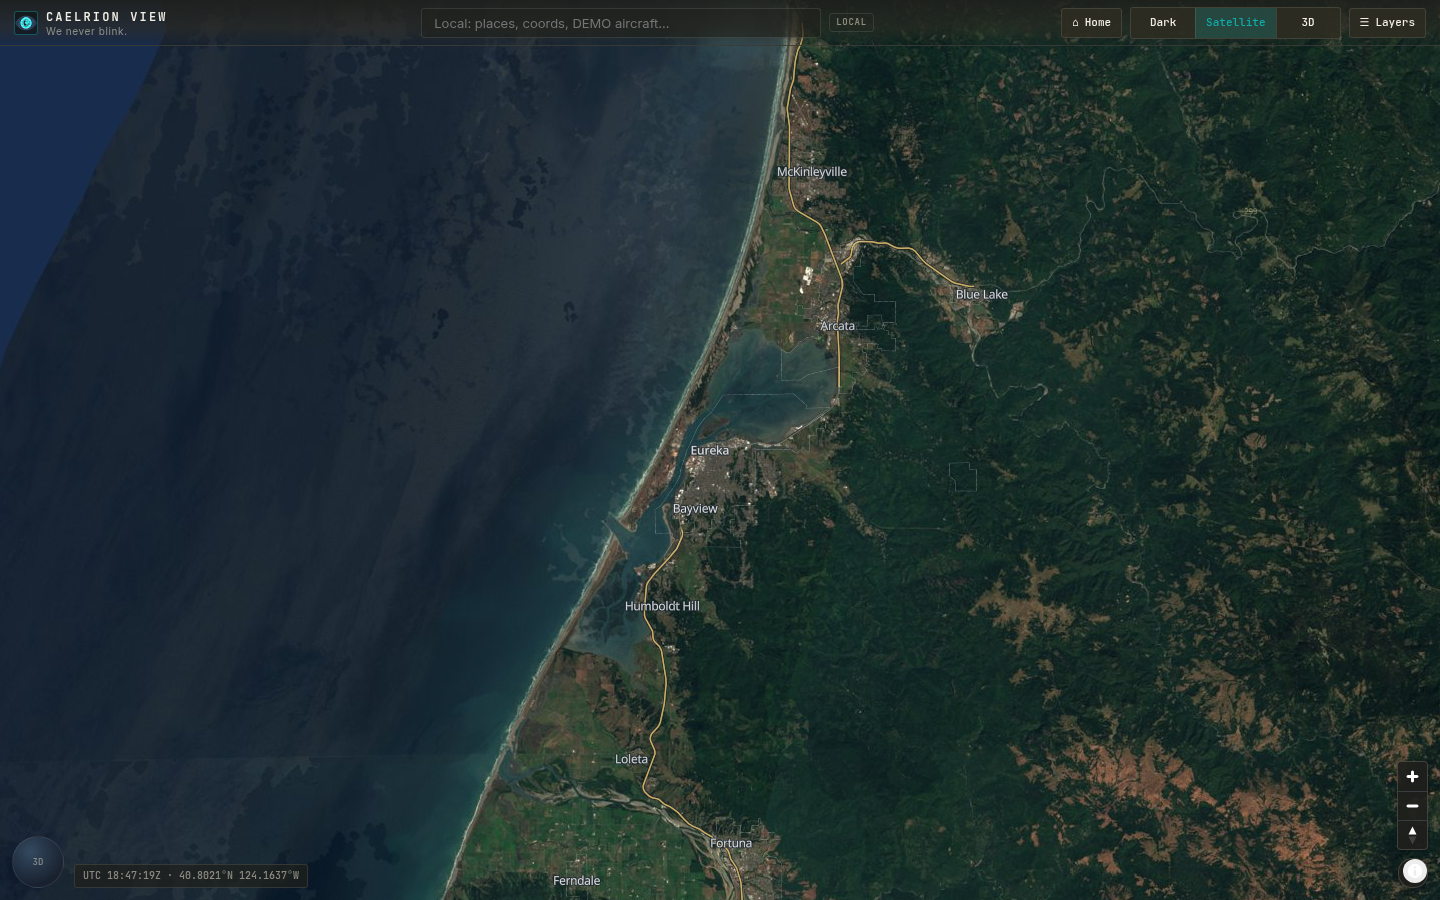 CAELRION VIEW
We never blink.
Local: places, coords, DEMO aircraft...
LOCAL
⌂ Home
Dark
Satellite
3D
☰ Layers
McKinleyville
299
Blue Lake
Arcata
Eureka
Bayview
Humboldt Hill
Loleta
Fortuna
Ferndale
3D
UTC 18:47:19Z · 40.8021°N 124.1637°W